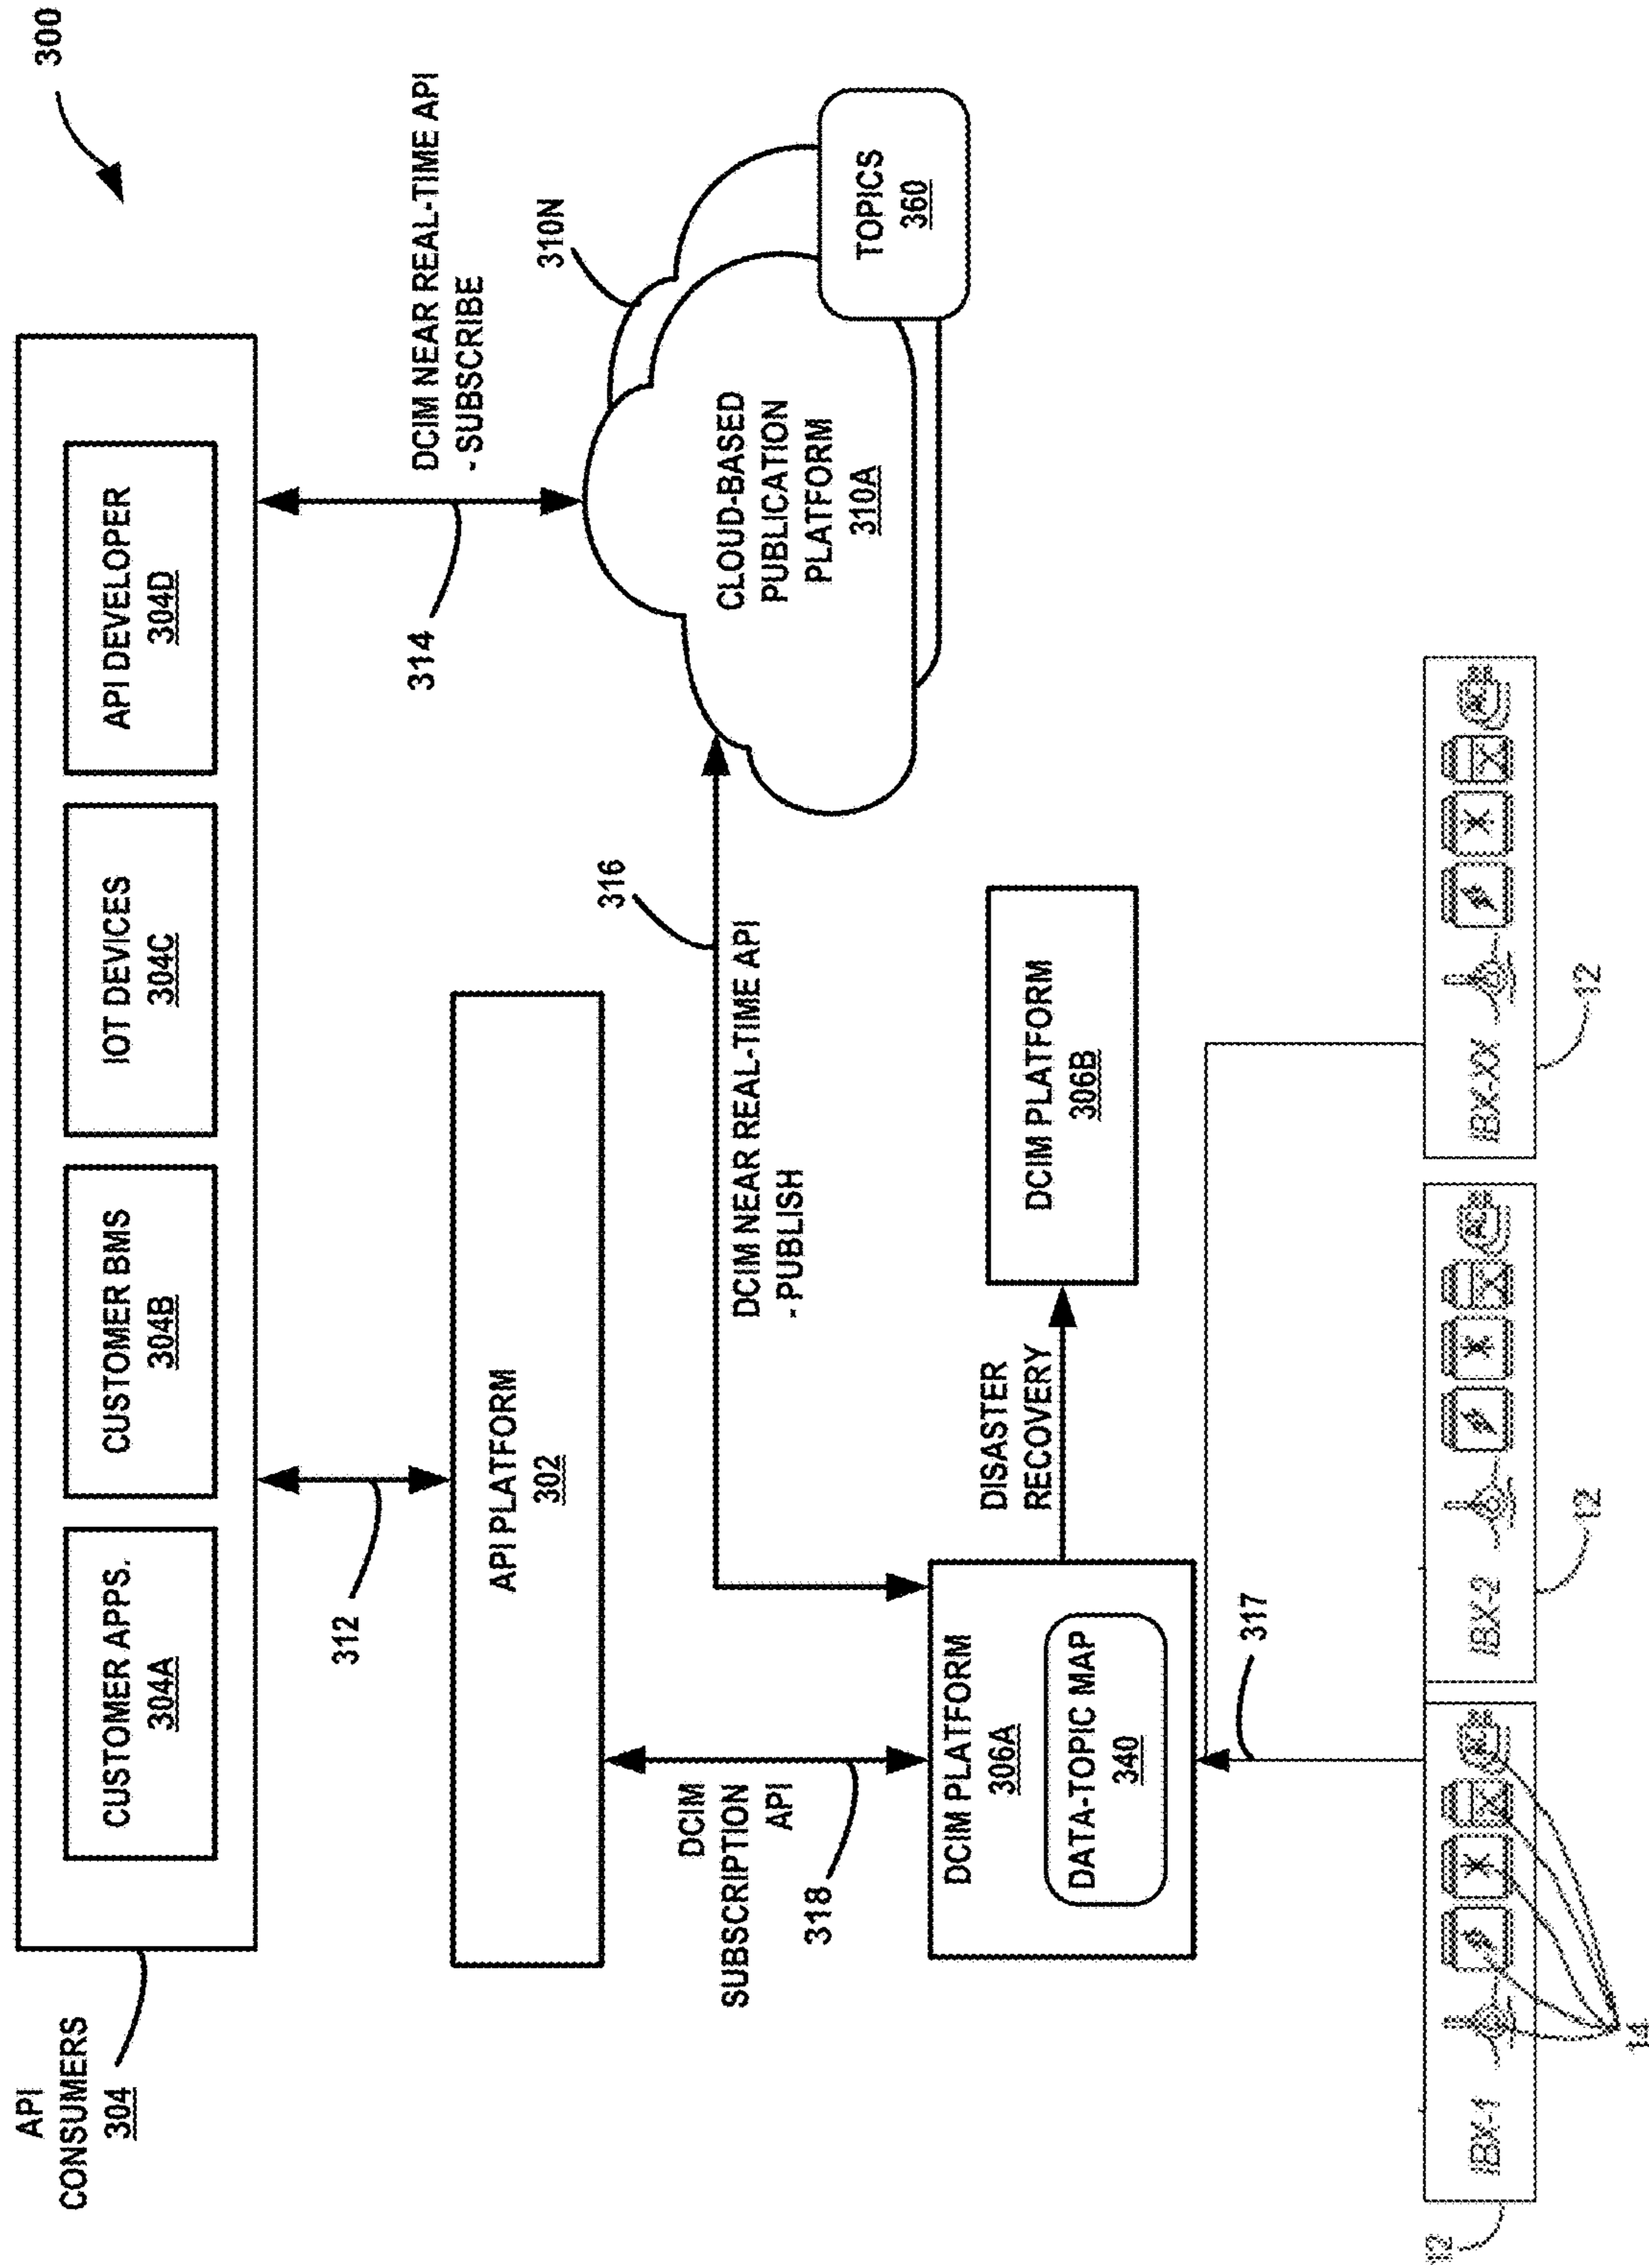 300
API
CONSUMERS
304
CUSTOMER APPS.
304A
CUSTOMER BMS
304B
IOT DEVICES
304C
API DEVELOPER
304D
312
314
DCIM NEAR REAL-TIME API
- SUBSCRIBE
API PLATFORM
302
310N
CLOUD-BASED
PUBLICATION
PLATFORM
310A
TOPICS
360
316
DCIM NEAR REAL-TIME API
- PUBLISH
DCIM
SUBSCRIPTION
API
318
DCIM PLATFORM
306A
DATA-TOPIC MAP
340
DISASTER
RECOVERY
DCIM PLATFORM
306B
317
IBX-1
IBX-2
IBX-XX
12
12
12
14